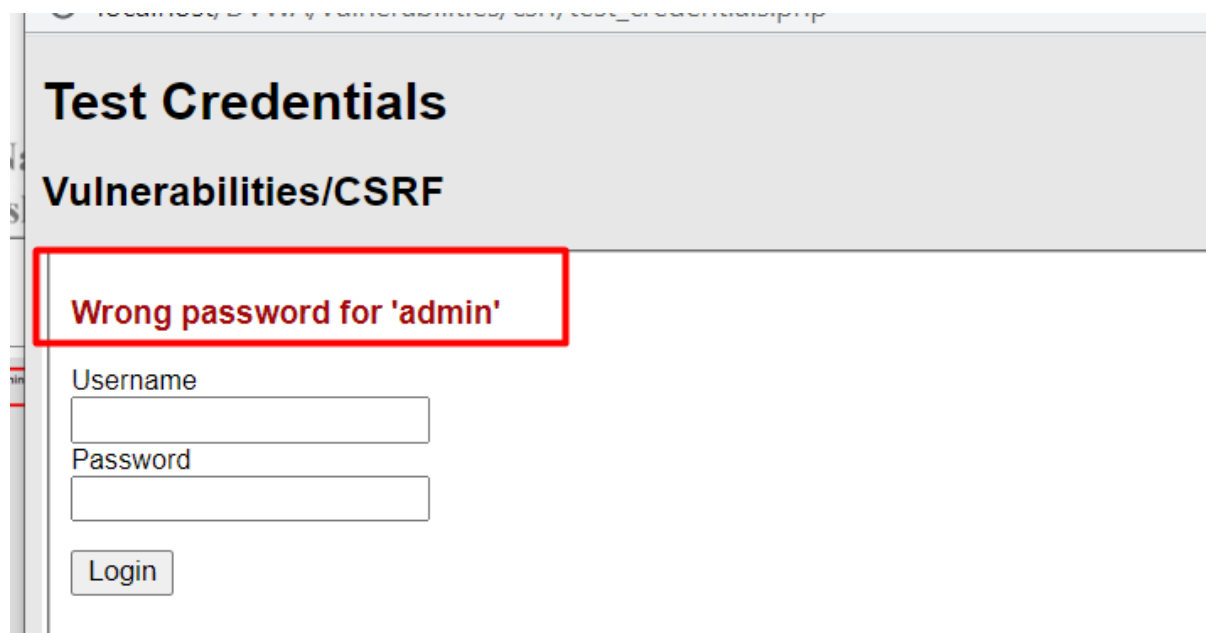 Test Credentials
Vulnerabilities/CSRF
Wrong password for 'admin'
Username
Password
Login